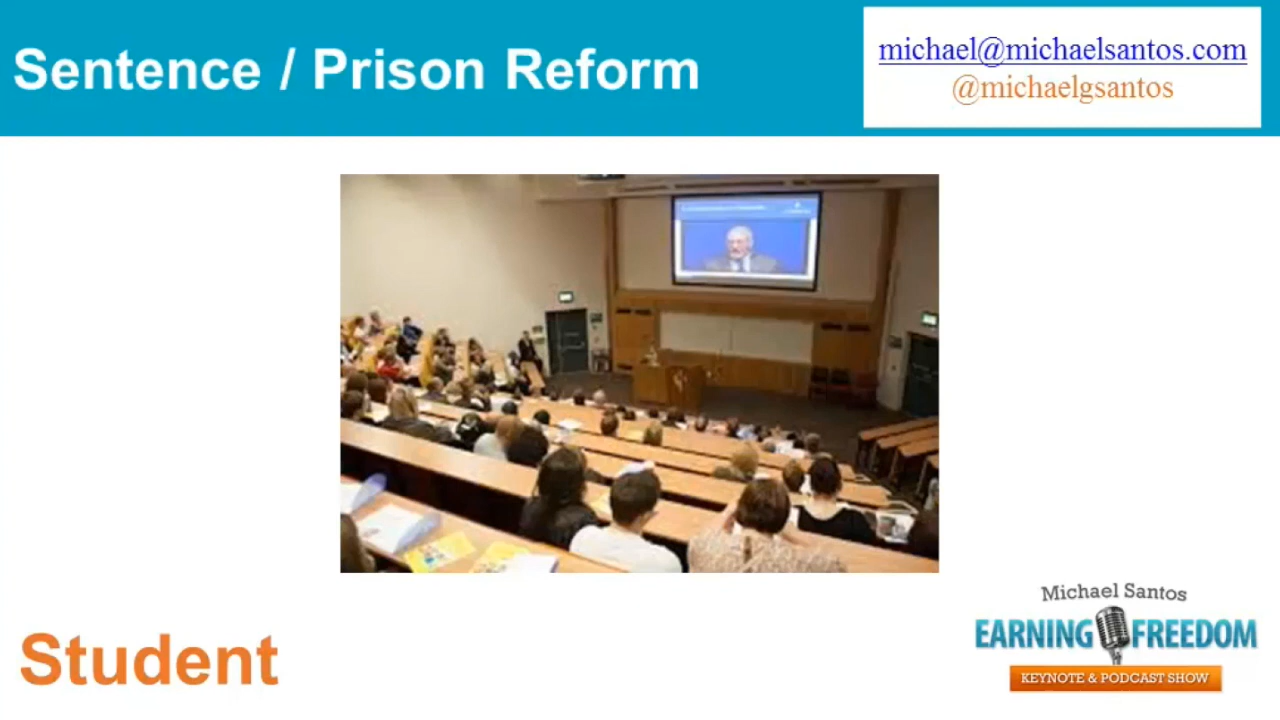 Sentence / Prison Reform
michael@michaelsantos.com
@michaelgsantos
Student
Michael Santos
EARNING FREEDOM
KEYNOTE & PODCAST SHOW